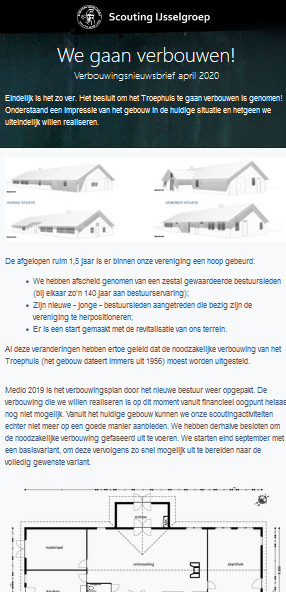 Scouting IJsselgroep
We gaan verbouwen!
Verbouwingsnieuwsbrief april 2020
Eindelijk is het zo ver. Het besluit om het Troephuis te gaan verbouwen is genomen!
Onderstaand een impressie van het gebouw in de huidige situatie en hetgeen we
uiteindelijk willen realiseren.
HUIDIGE SITUATIE
GEWENSTE SITUATIE
De afgelopen ruim 1,5 jaar is er binnen onze vereniging een hoop gebeurd:
• We hebben afscheid genomen van een zestal gewaardeerde bestuursleden
(bij elkaar zo'n 140 jaar aan bestuurservaring);
• Zijn nieuwe - jonge - bestuursleden aangetreden die bezig zijn de
vereniging te herpositioneren;
• Er is een start gemaakt met de revitalisatie van ons terrein.
Al deze veranderingen hebben ertoe geleid dat de noodzakelijke verbouwing van het
Troephuis (het gebouw dateert immers uit 1956) moest worden uitgesteld.
Medio 2019 is het verbouwingsplan door het nieuwe bestuur weer opgepakt. De
verbouwing die we willen realiseren is op dit moment vanuit financieel oogpunt helaas
nog niet mogelijk. Vanuit het huidige gebouw kunnen we onze scoutingactiviteiten
echter niet meer op een goede manier aanbieden. We hebben derhalve besloten om
de noodzakelijke verbouwing gefaseerd uit te voeren. We starten eind september met
een basisvariant, om deze vervolgens zo snel mogelijk uit te bereiden naar de
volledig gewenste variant.
entree
materiaal
ontmoeting
stamhok